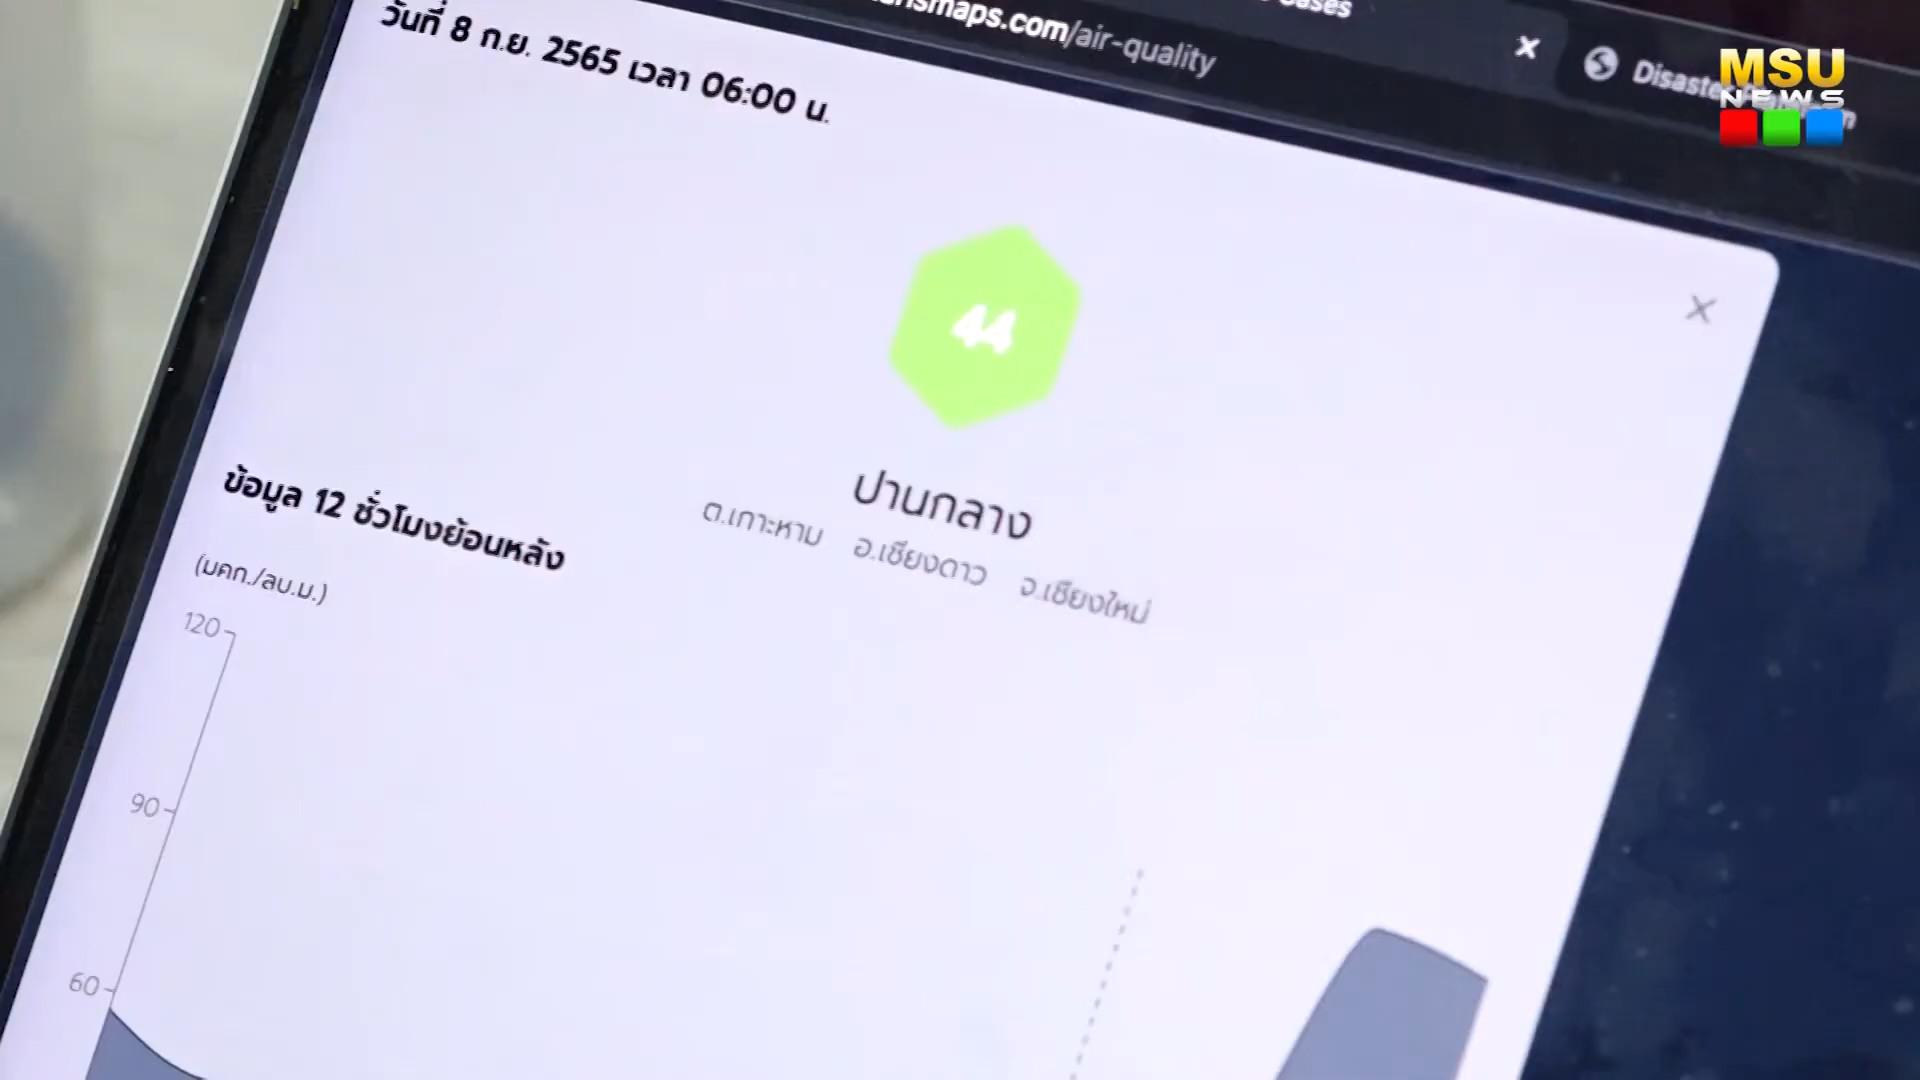 /air-quality
MSU
NEWS
วันที่ 8 ก.ย. 2565 เวลา 06:00 น.
44
ปานกลาง
ต.เกาะหาม อ.เชียงดาว จ.เชียงใหม่
ข้อมูล 12 ชั่วโมงย้อนหลัง
(มคก./ลบ.ม.)
120
90
60